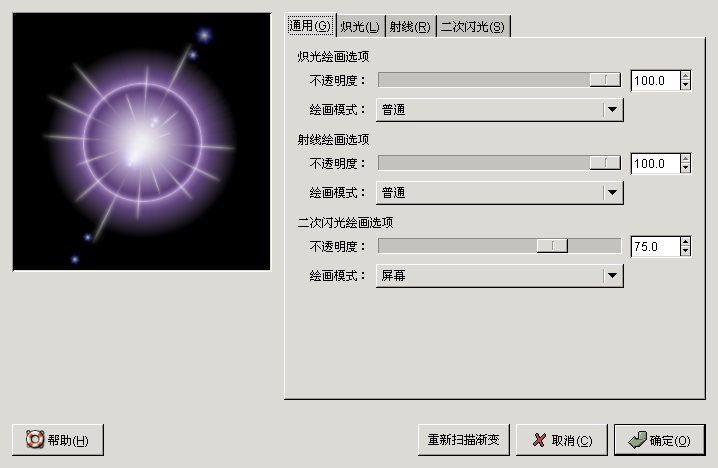 通用(G) 炽光(L) 射线(R) 二次闪光(S)
炽光绘画选项
不透明度： 100.0
绘画模式： 普通
射线绘画选项
不透明度： 100.0
绘画模式： 普通
二次闪光绘画选项
不透明度： 75.0
绘画模式： 屏幕
帮助(H) 重新扫描渐变 取消(C) 确定(O)